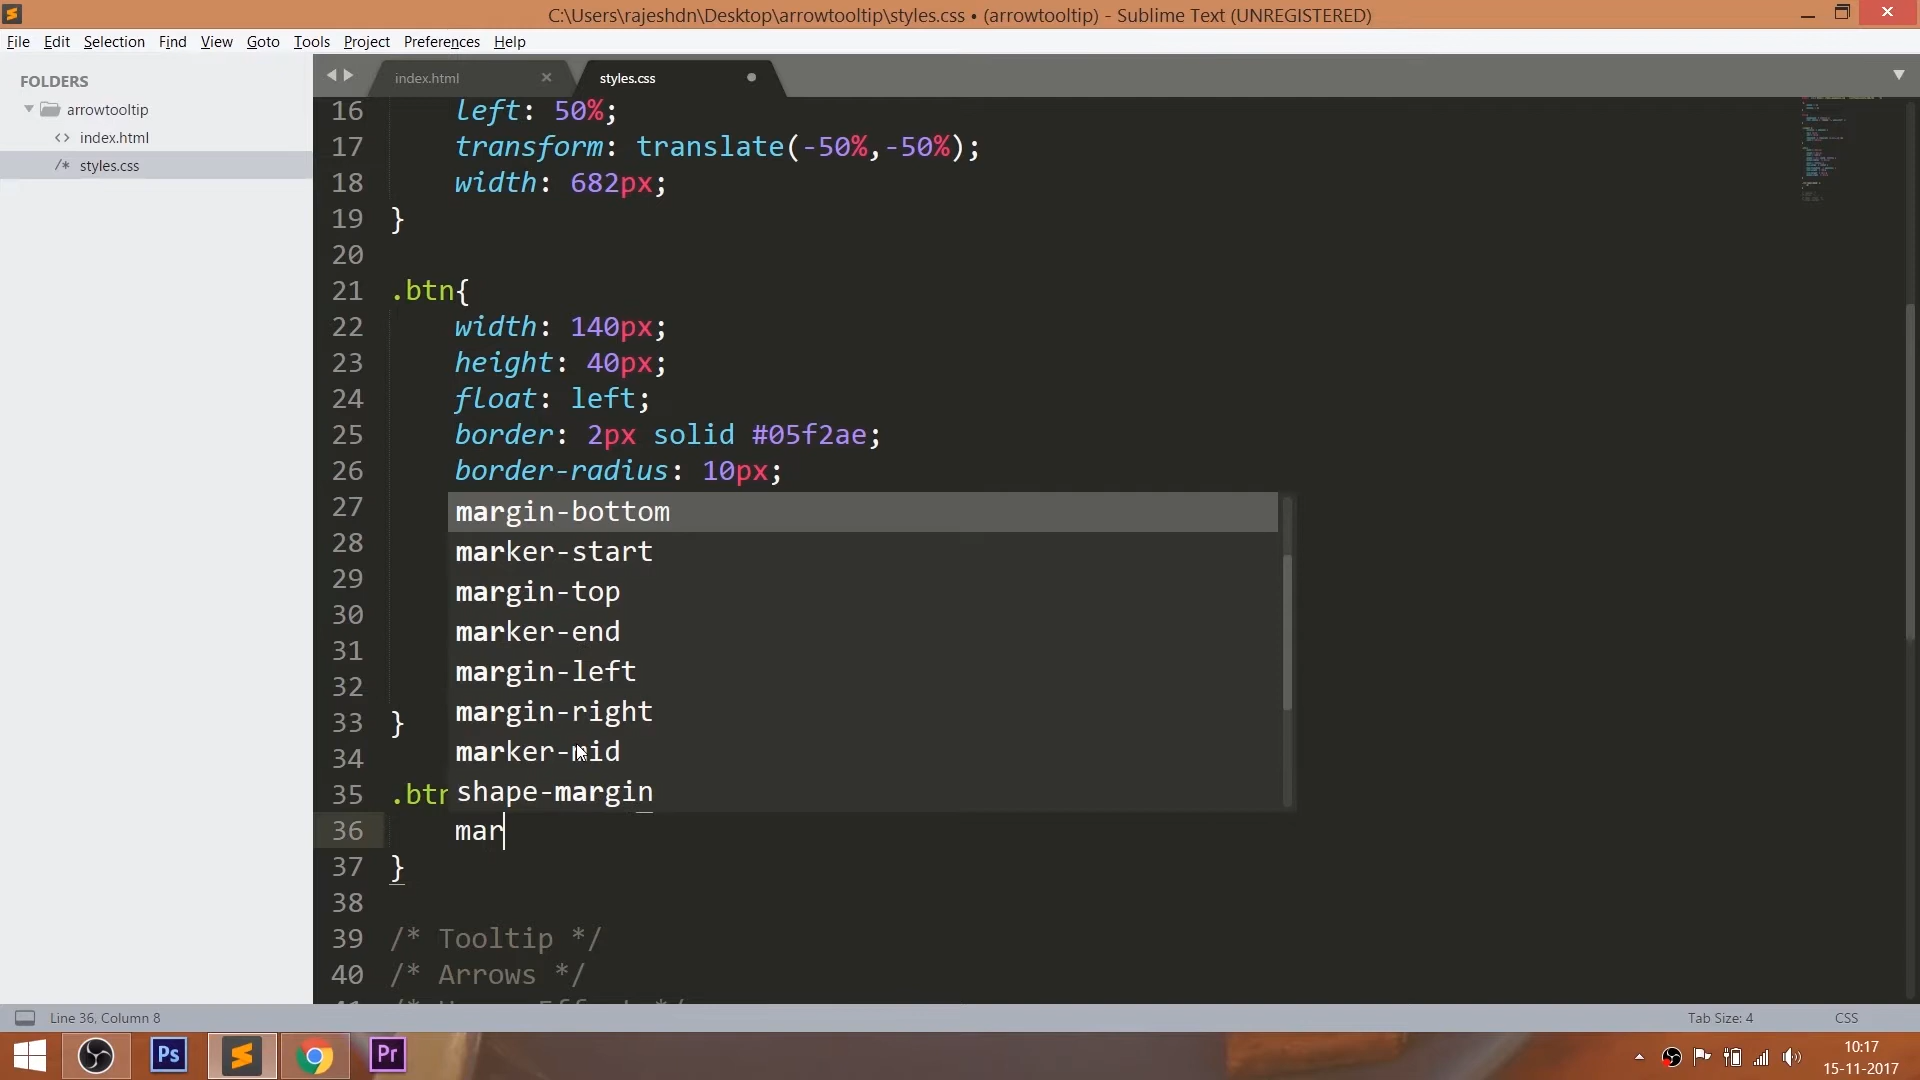 C:\Users\rajeshdn\Desktop\arrowtooltip\styles.css • (arrowtooltip) - Sublime Text (UNREGISTERED)
File Edit Selection Find View Goto Tools Project Preferences Help
FOLDERS
arrowtooltip
<> index.html
/* styles.css
index.html
styles.css
16 left: 50%;
17 transform: translate(-50%,-50%);
18 width: 682px;
19 }
20
21 .btn{
22 width: 140px;
23 height: 40px;
24 float: left;
25 border: 2px solid #05f2ae;
26 border-radius: 10px;
27
28
29
30
31
32
33 }
34
35 .btn
36 mar
37 }
38
39 /* Tooltip */
40 /* Arrows */
margin-bottom
marker-start
margin-top
marker-end
margin-left
margin-right
marker-mid
shape-margin
Line 36, Column 8
Tab Size: 4
CSS
Ps
Pr
10:17
15-11-2017